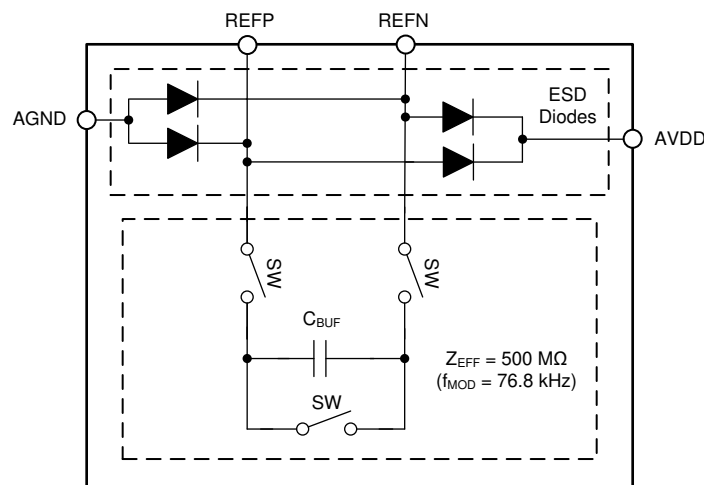 REFP
REFN
ESD
Diodes
AGND
AVDD
SW
SW
CBUF
ZEFF = 500 MΩ
(fMOD = 76.8 kHz)
SW